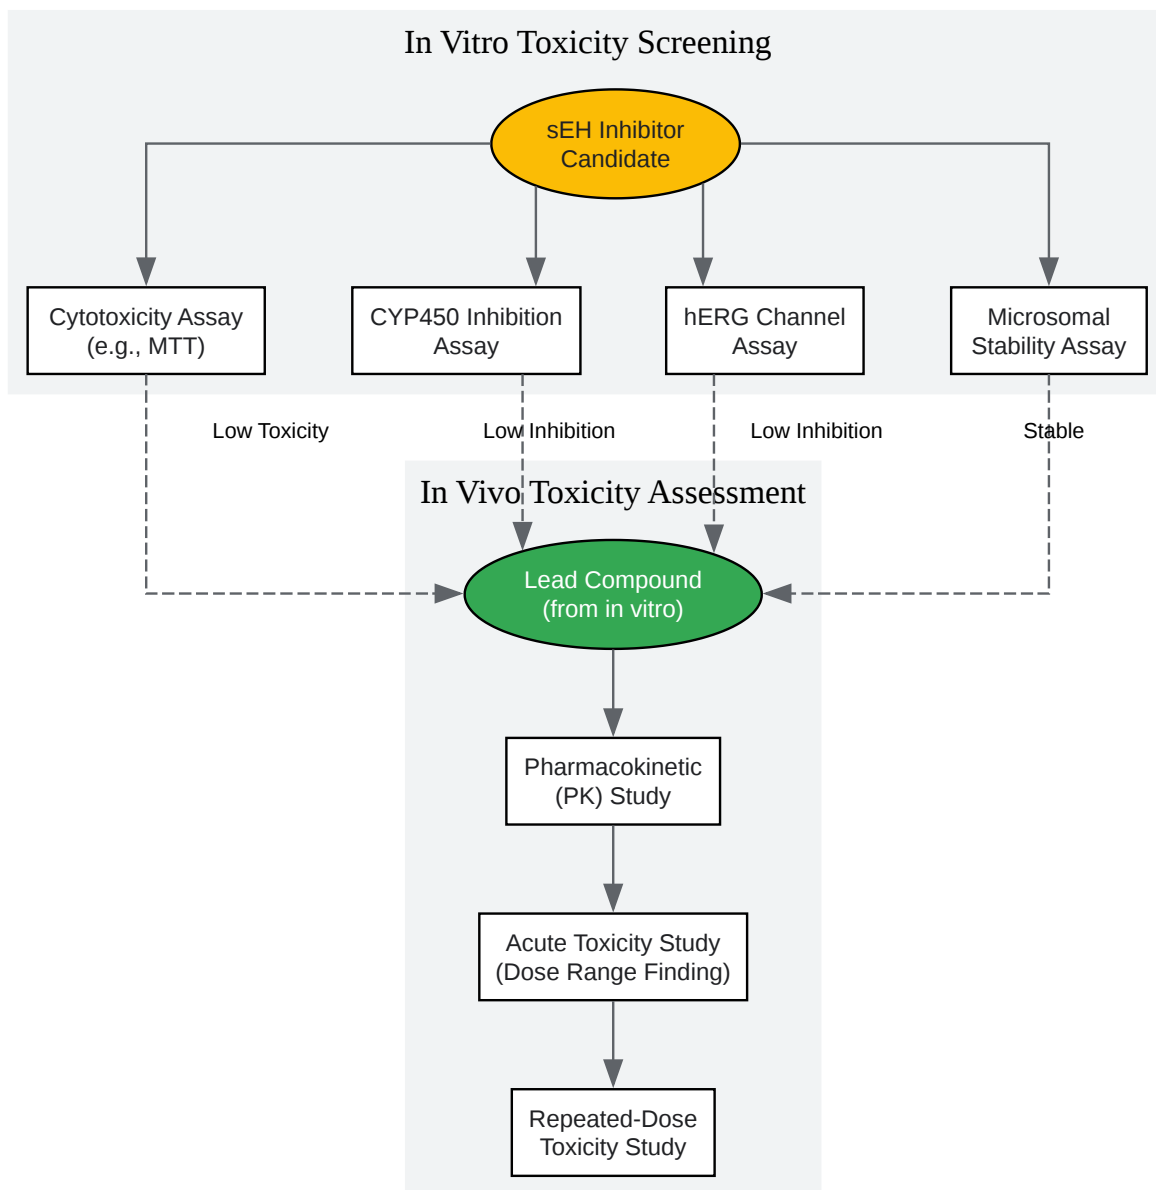 In Vitro Toxicity Screening
sEH Inhibitor
Candidate
Cytotoxicity Assay
(e.g., MTT)
CYP450 Inhibition
Assay
hERG Channel
Assay
Microsomal
Stability Assay
Low Toxicity
Low Inhibition
Low Inhibition
Stable
In Vivo Toxicity Assessment
Lead Compound
(from in vitro)
Pharmacokinetic
(PK) Study
Acute Toxicity Study
(Dose Range Finding)
Repeated-Dose
Toxicity Study